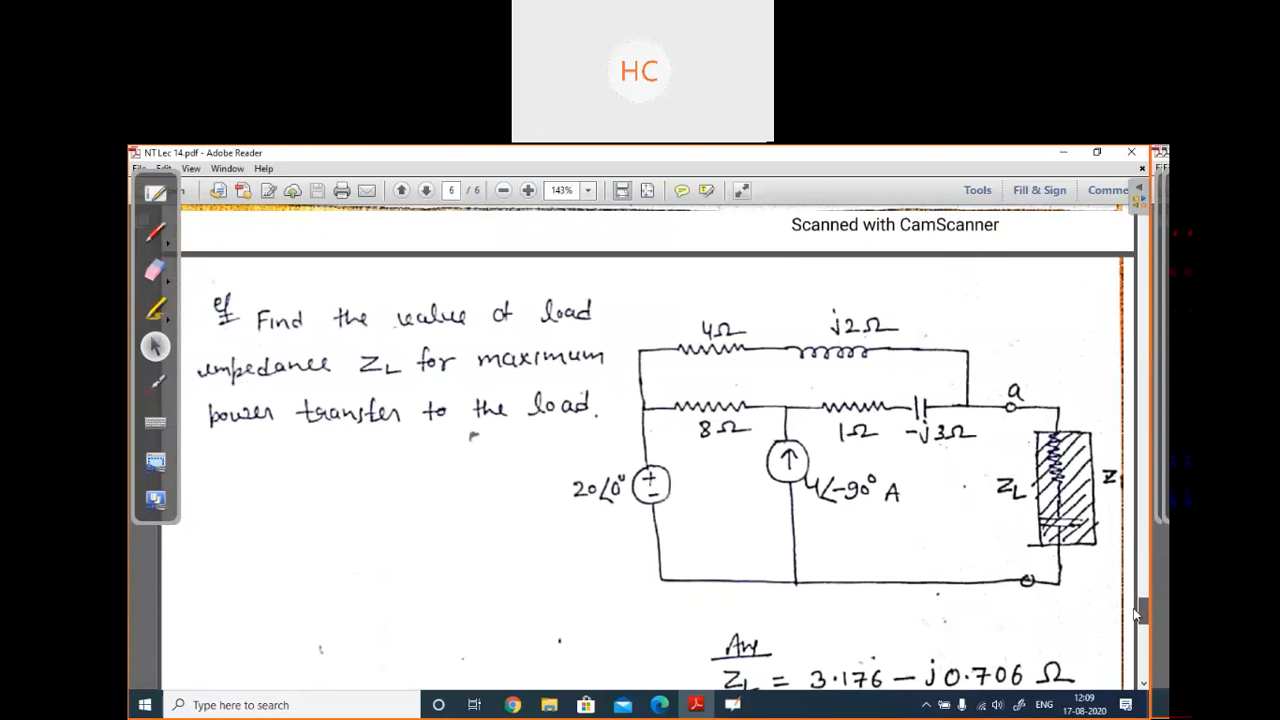 HC
NT Lec 14.pdf - Adobe Reader
File Edit View Window Help
6 / 6 143% Tools Fill & Sign Comme
Scanned with CamScanner
Find the value of load
impedance ZL for maximum
power transfer to the load.
4Ω j2Ω
a
8Ω 1Ω -j3Ω
20∠0° + - 4∠-90° A ZL Z
Ans
ZL = 3.176 - j0.706 Ω
Type here to search
ENG
12:09
17-08-2020